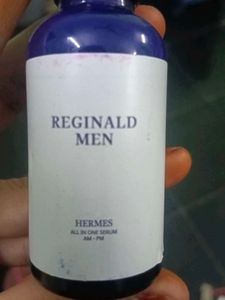 REGINALD
MEN
HERMES
ALL IN ONE SERUM
AM - PM